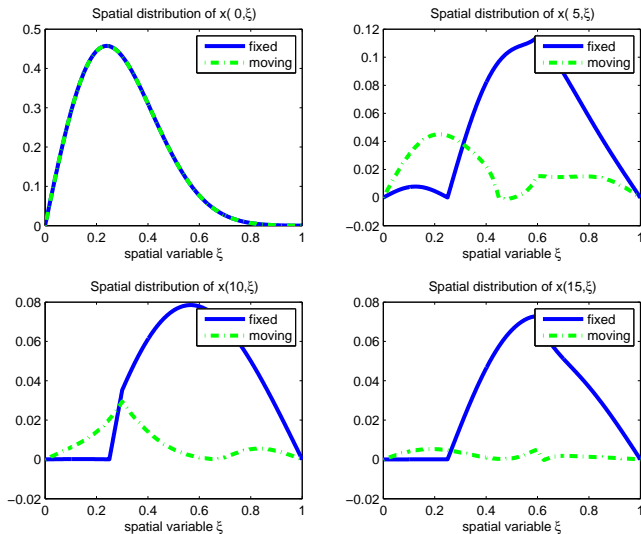 Spatial distribution of x( 0,ξ)
0.5
0.4
0.3
0.2
0.1
0
0 0.2 0.4 0.6 0.8 1
spatial variable ξ
fixed
moving
Spatial distribution of x( 5,ξ)
0.12
0.1
0.08
0.06
0.04
0.02
0
−0.02
0 0.2 0.4 0.6 0.8 1
spatial variable ξ
fixed
moving
Spatial distribution of x(10,ξ)
0.08
0.06
0.04
0.02
0
−0.02
0 0.2 0.4 0.6 0.8 1
spatial variable ξ
fixed
moving
Spatial distribution of x(15,ξ)
0.08
0.06
0.04
0.02
0
−0.02
0 0.2 0.4 0.6 0.8 1
spatial variable ξ
fixed
moving